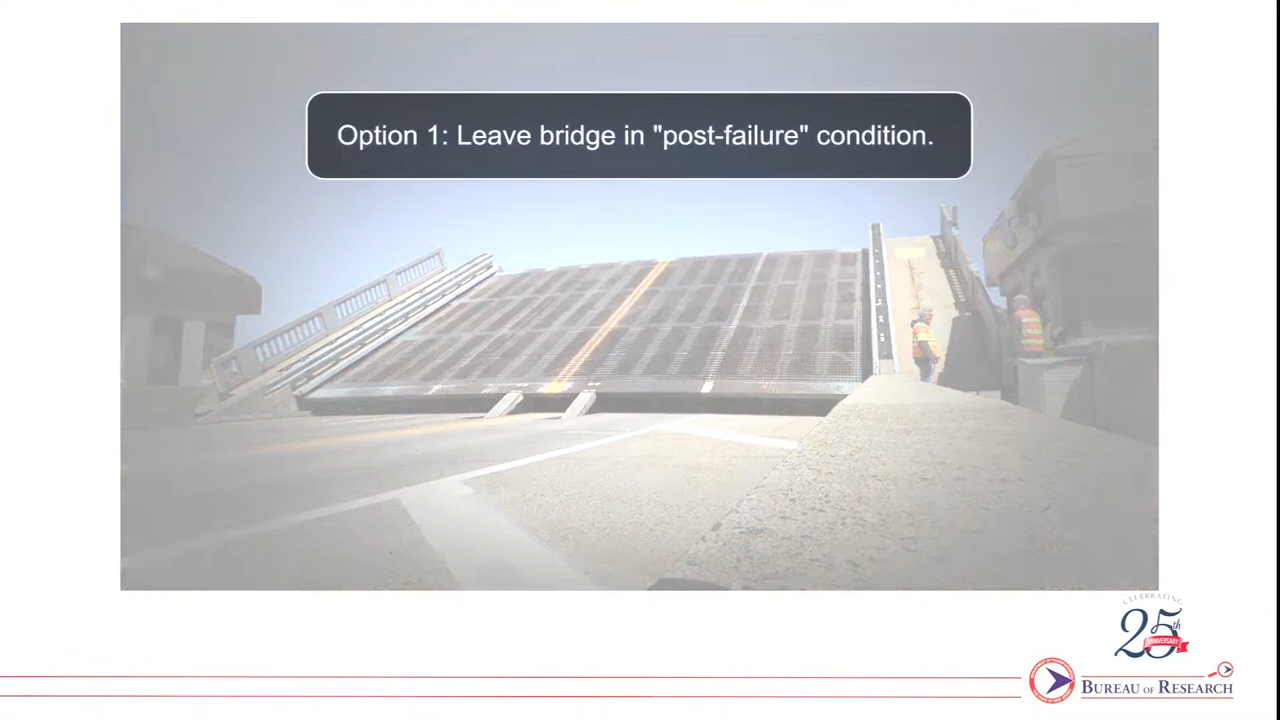 Option 1: Leave bridge in "post-failure" condition.
CELEBRATING
25th
ANNIVERSARY
BUREAU OF RESEARCH